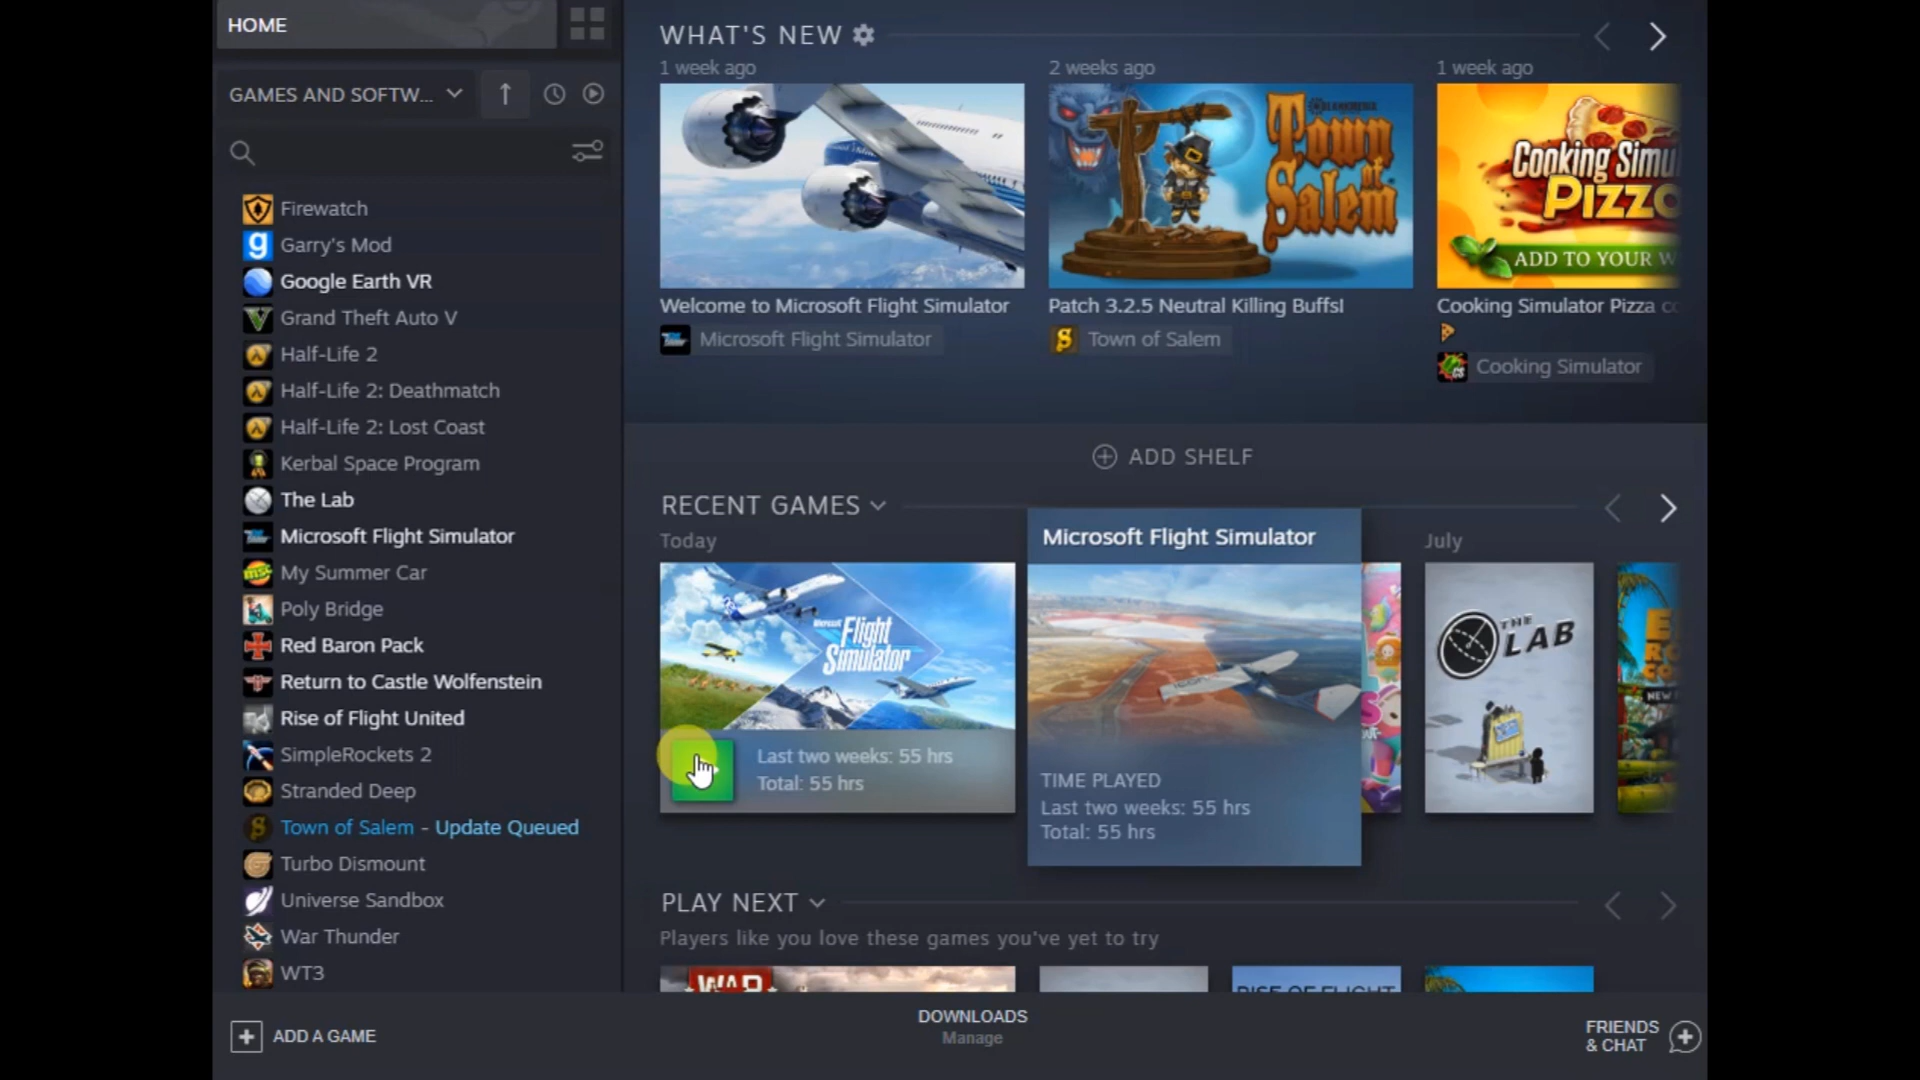 HOME
GAMES AND SOFTW...
Firewatch
Garry's Mod
Google Earth VR
Grand Theft Auto V
Half-Life 2
Half-Life 2: Deathmatch
Half-Life 2: Lost Coast
Kerbal Space Program
The Lab
Microsoft Flight Simulator
My Summer Car
Poly Bridge
Red Baron Pack
Return to Castle Wolfenstein
Rise of Flight United
SimpleRockets 2
Stranded Deep
Town of Salem - Update Queued
Turbo Dismount
Universe Sandbox
War Thunder
WT3
WHAT'S NEW
1 week ago
2 weeks ago
1 week ago
Town
of
Salem
Cooking Simu
PIZZ
ADD TO YOUR W
Welcome to Microsoft Flight Simulator
Patch 3.2.5 Neutral Killing Buffs!
Cooking Simulator Pizza co
Microsoft Flight Simulator
Town of Salem
Cooking Simulator
ADD SHELF
RECENT GAMES
Today
July
Microsoft
Flight
Simulator
Last two weeks: 55 hrs
Total: 55 hrs
Microsoft Flight Simulator
TIME PLAYED
Last two weeks: 55 hrs
Total: 55 hrs
THE
LAB
NEW
PLAY NEXT
Players like you love these games you've yet to try
WAR
RISE OF FLIGHT
ADD A GAME
DOWNLOADS
Manage
FRIENDS
& CHAT